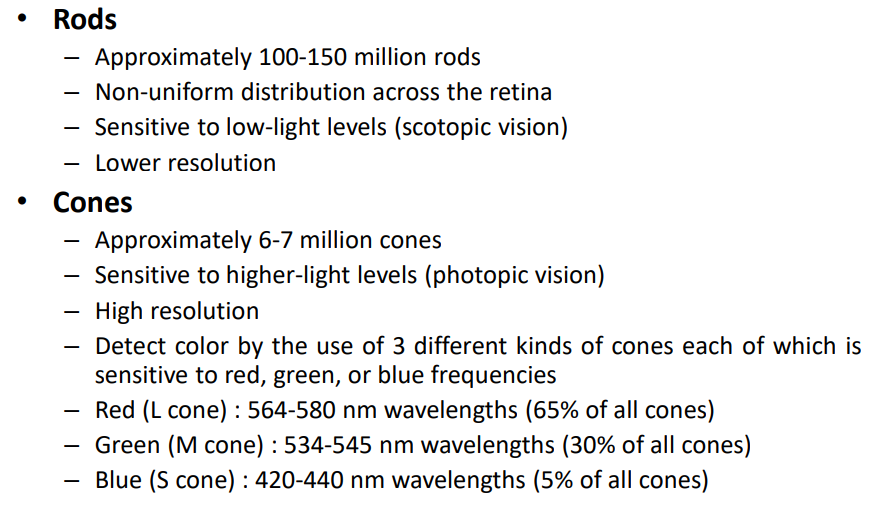 • Rods
– Approximately 100-150 million rods
– Non-uniform distribution across the retina
– Sensitive to low-light levels (scotopic vision)
– Lower resolution
• Cones
– Approximately 6-7 million cones
– Sensitive to higher-light levels (photopic vision)
– High resolution
– Detect color by the use of 3 different kinds of cones each of which is
sensitive to red, green, or blue frequencies
– Red (L cone) : 564-580 nm wavelengths (65% of all cones)
– Green (M cone) : 534-545 nm wavelengths (30% of all cones)
– Blue (S cone) : 420-440 nm wavelengths (5% of all cones)